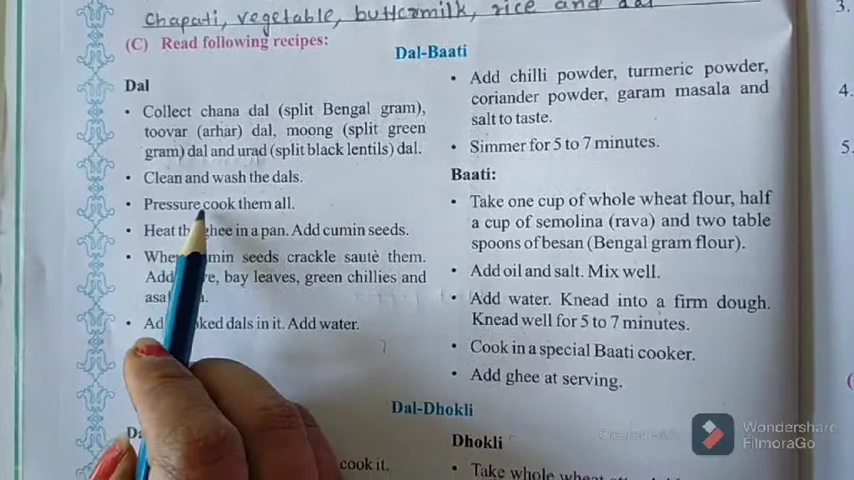 Chapati, vegetable, buttermilk, rice and dal
(C) Read following recipes:
Dal-Baati
Dal
• Collect chana dal (split Bengal gram),
toovar (arhar) dal, moong (split green
gram) dal and urad (split black lentils) dal.
• Clean and wash the dals.
• Pressure cook them all.
• Heat ghee in a pan. Add cumin seeds.
• When cumin seeds crackle sautè them.
Add bay leaves, green chillies and
• dals in it. Add water.
• Add chilli powder, turmeric powder,
coriander powder, garam masala and
salt to taste.
• Simmer for 5 to 7 minutes.
Baati:
• Take one cup of whole wheat flour, half
a cup of semolina (rava) and two table
spoons of besan (Bengal gram flour).
• Add oil and salt. Mix well.
• Add water. Knead into a firm dough.
Knead well for 5 to 7 minutes.
• Cook in a special Baati cooker.
• Add ghee at serving.
Dal-Dhokli
cook it.
Dhokli
• Take whole
3.
4.
5.
Created with
Wondershare
FilmoraGo